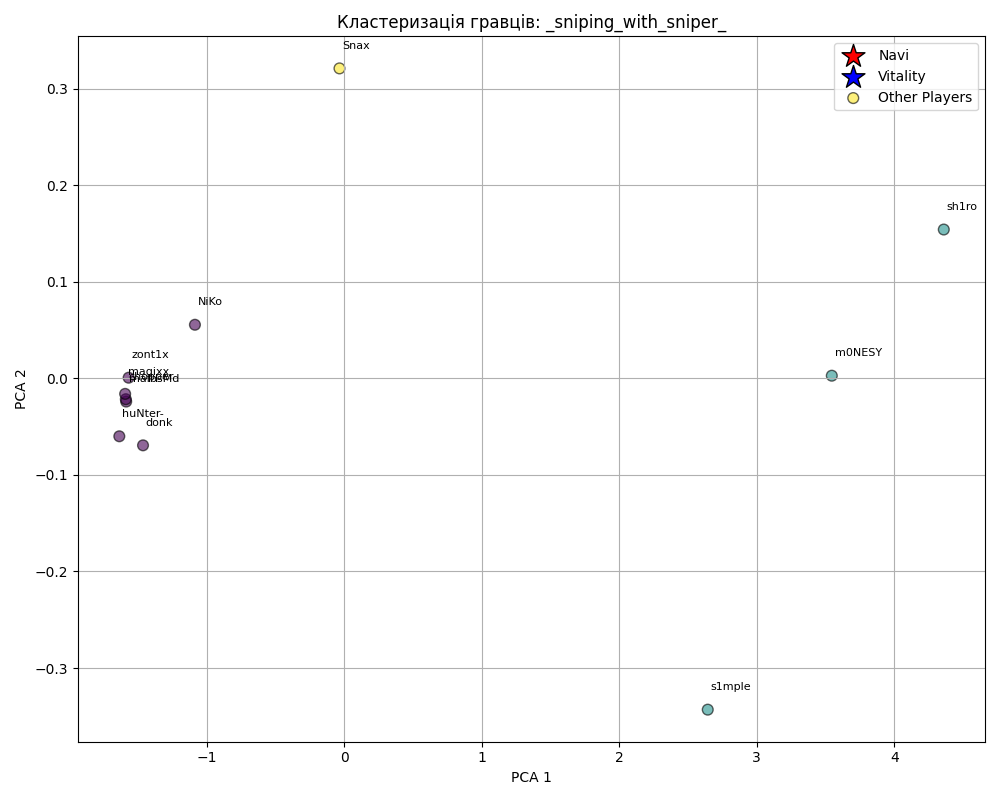 Кластеризація гравців: _sniping_with_sniper_
Snax
Navi
Vitality
Other Players
sh1ro
NiKo
m0NESY
zont1x
magixx
huNter-
donk
s1mple
0.3
0.2
0.1
0.0
−0.1
−0.2
−0.3
PCA 2
−1
0
1
2
3
4
PCA 1